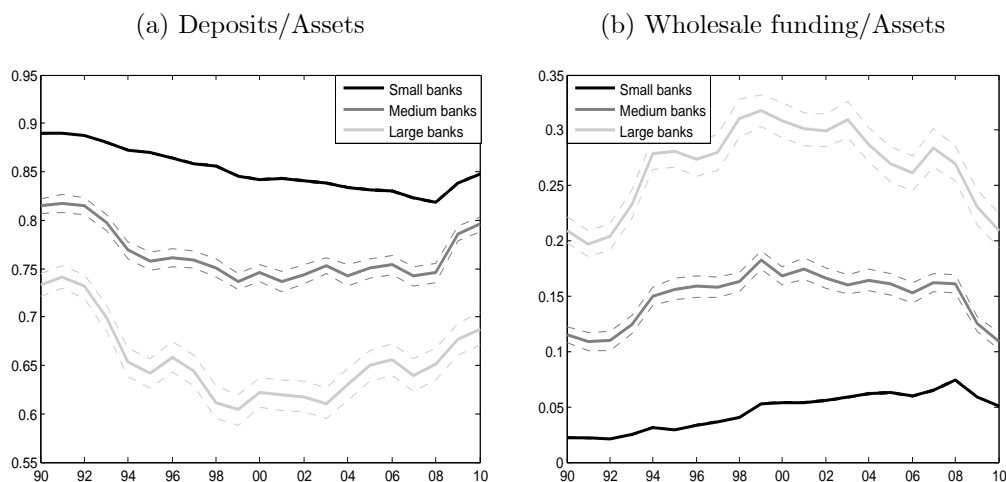 (a) Deposits/Assets
0.95
0.9
0.85
0.8
0.75
0.7
0.65
0.6
0.55
90 92 94 96 98 00 02 04 06 08 10
Small banks
Medium banks
Large banks
(b) Wholesale funding/Assets
0.35
0.3
0.25
0.2
0.15
0.1
0.05
0
90 92 94 96 98 00 02 04 06 08 10
Small banks
Medium banks
Large banks